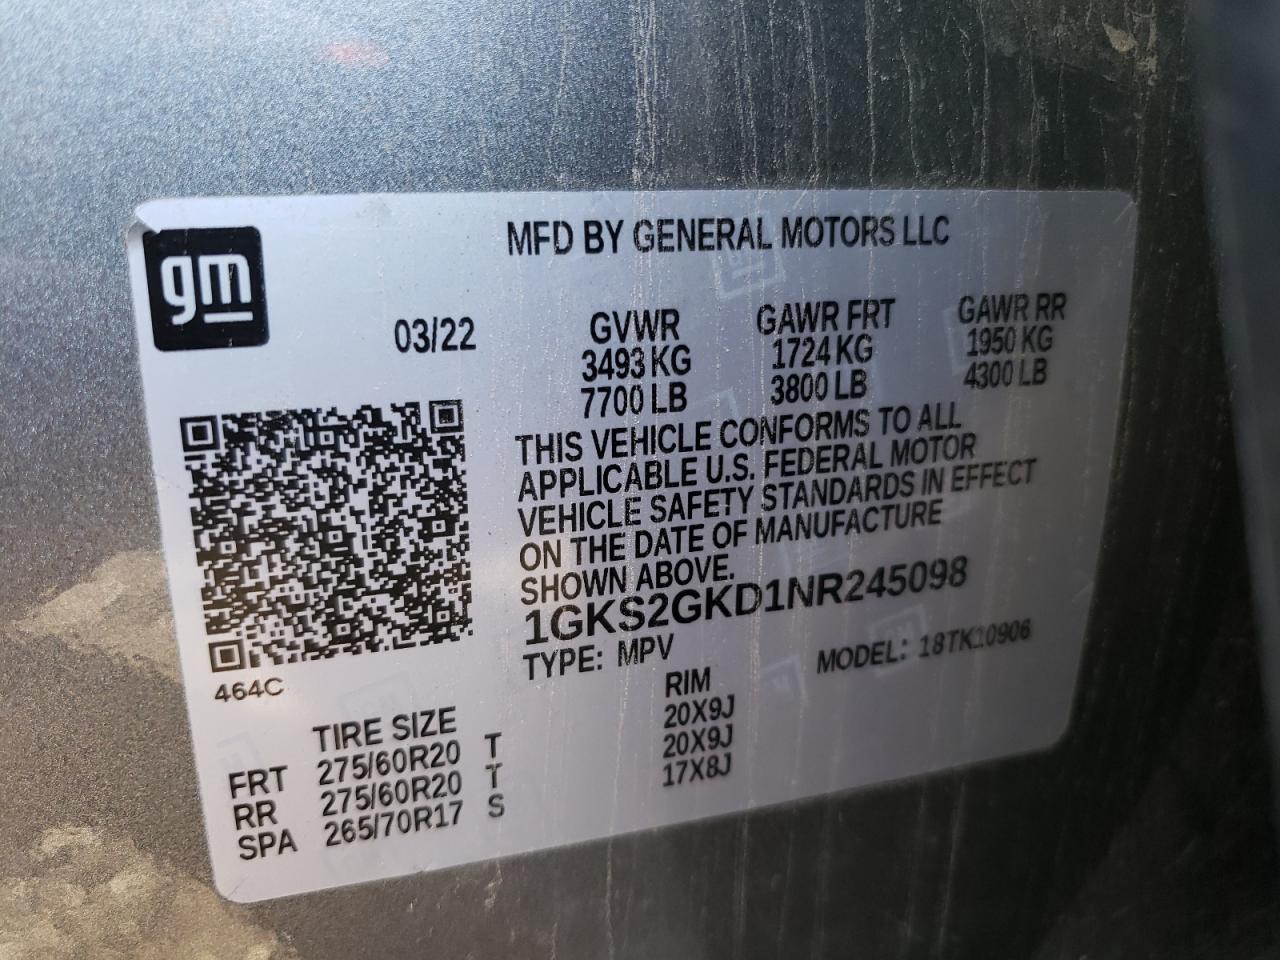 gm
MFD BY GENERAL MOTORS LLC
03/22
GVWR GAWR FRT GAWR RR
3493 KG 1724 KG 1950 KG
7700 LB 3800 LB 4300 LB
THIS VEHICLE CONFORMS TO ALL
APPLICABLE U.S. FEDERAL MOTOR
VEHICLE SAFETY STANDARDS IN EFFECT
ON THE DATE OF MANUFACTURE
SHOWN ABOVE.
1GKS2GKD1NR245098
TYPE: MPV MODEL: 18TK10906
464C
TIRE SIZE RIM
FRT 275/60R20 T 20X9J
RR 275/60R20 T 20X9J
SPA 265/70R17 S 17X8J